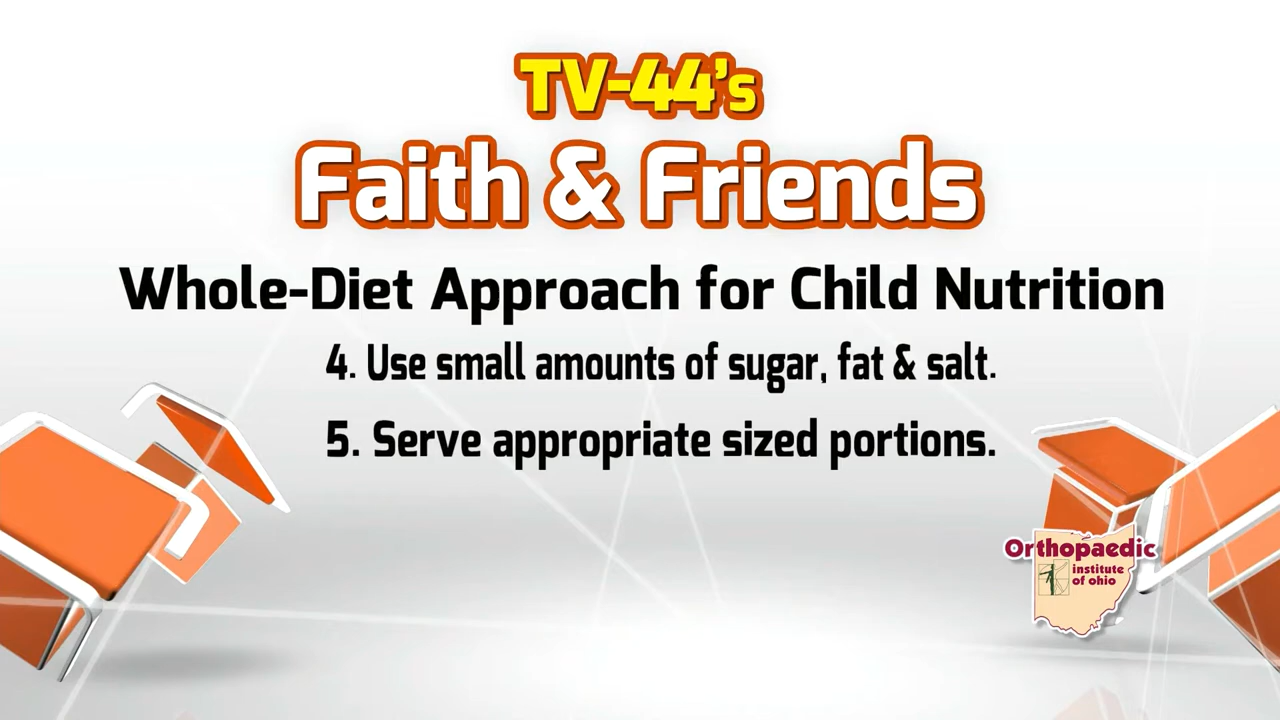 TV-44's
Faith & Friends
Whole-Diet Approach for Child Nutrition
4. Use small amounts of sugar, fat & salt.
5. Serve appropriate sized portions.
Orthopaedic
institute
of ohio